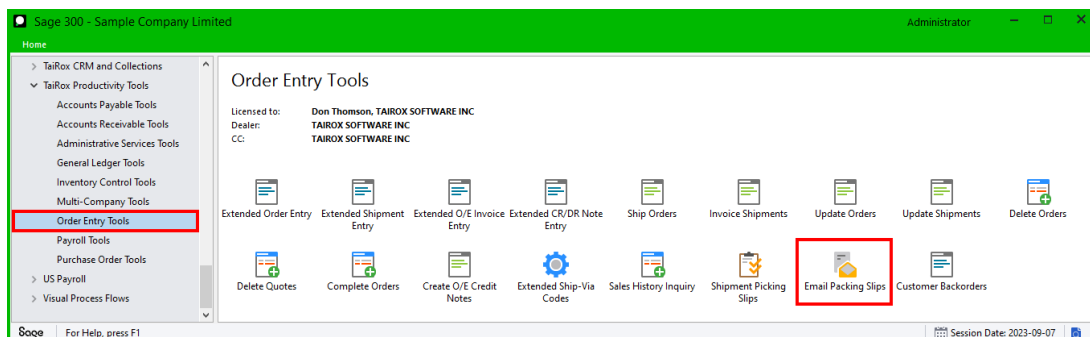 Sage 300 - Sample Company Limited
Administrator
Home
TaiRox CRM and Collections
TaiRox Productivity Tools
Accounts Payable Tools
Accounts Receivable Tools
Administrative Services Tools
General Ledger Tools
Inventory Control Tools
Multi-Company Tools
Order Entry Tools
Payroll Tools
Purchase Order Tools
US Payroll
Visual Process Flows
Order Entry Tools
Licensed to: Don Thomson, TAIROX SOFTWARE INC
Dealer: TAIROX SOFTWARE INC
CC: TAIROX SOFTWARE INC
Extended Order Entry
Extended Shipment
Entry
Extended O/E Invoice
Entry
Extended CR/DR Note
Entry
Ship Orders
Invoice Shipments
Update Orders
Update Shipments
Delete Orders
Delete Quotes
Complete Orders
Create O/E Credit
Notes
Extended Ship-Via
Codes
Sales History Inquiry
Shipment Picking
Slips
Email Packing Slips
Customer Backorders
Sage
For Help, press F1
Session Date: 2023-09-07